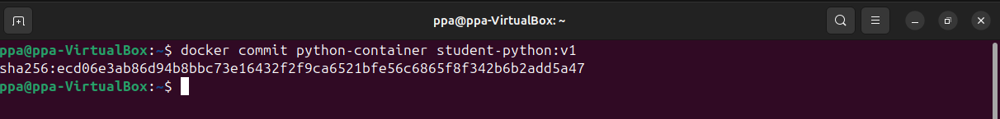 ppa@ppa-VirtualBox: ~
ppa@ppa-VirtualBox:~$ docker commit python-container student-python:v1
sha256:ecd06e3ab86d94b8bbc73e16432f2f9ca6521bfe56c6865f8f342b6b2add5a47
ppa@ppa-VirtualBox:~$